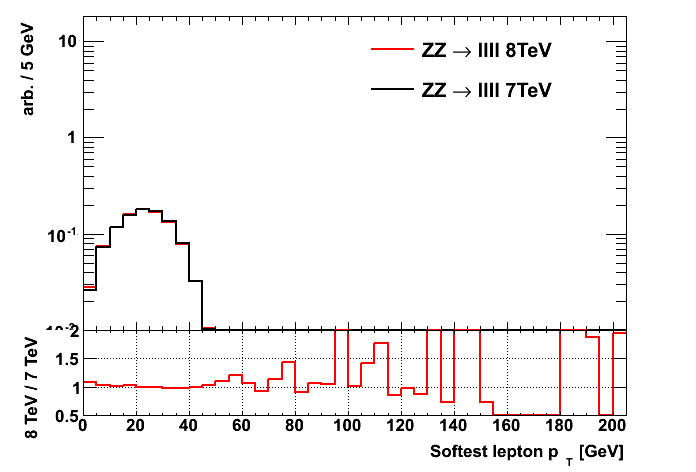 arb. / 5 GeV
10
1
10-1
ZZ → llll 8TeV
ZZ → llll 7TeV
8 TeV / 7 TeV
2
1.5
1
0.5
0 20 40 60 80 100 120 140 160 180 200
Softest lepton p T [GeV]